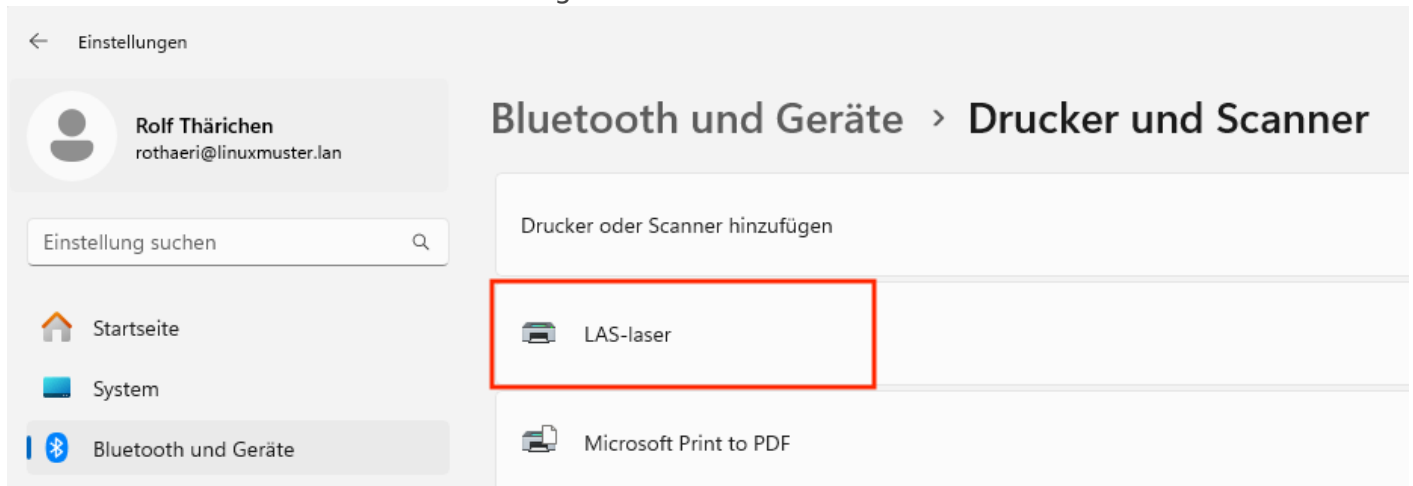 ← Einstellungen
Rolf Thärichen
rothaeri@linuxmuster.lan
Einstellung suchen
Startseite
System
Bluetooth und Geräte
Bluetooth und Geräte > Drucker und Scanner
Drucker oder Scanner hinzufügen
LAS-laser
Microsoft Print to PDF